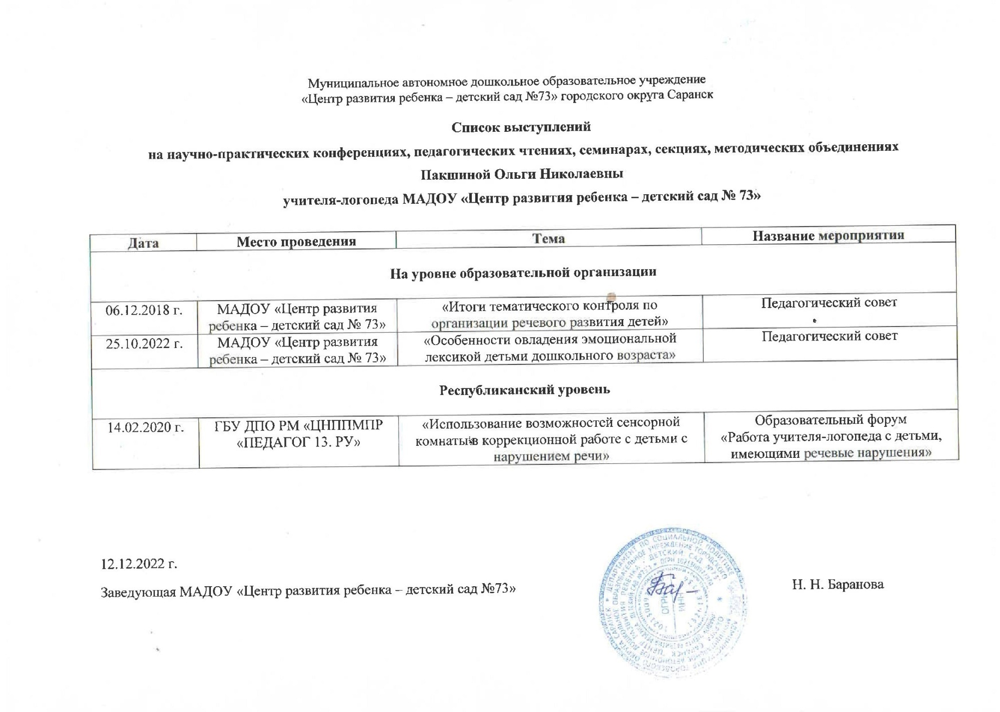 Муниципальное автономное дошкольное образовательное учреждение
«Центр развития ребенка – детский сад №73» городского округа Саранск
Список выступлений
на научно-практических конференциях, педагогических чтениях, семинарах, секциях, методических объединениях
Пакшиной Ольги Николаевны
учителя-логопеда МАДОУ «Центр развития ребенка – детский сад № 73»
Дата Место проведения Тема Название мероприятия
На уровне образовательной организации
06.12.2018 г. МАДОУ «Центр развития «Итоги тематического контроля по Педагогический совет
ребенка – детский сад № 73» организации речевого развития детей»
25.10.2022 г. МАДОУ «Центр развития «Особенности овладения эмоциональной Педагогический совет
ребенка – детский сад № 73» лексикой детьми дошкольного возраста»
Республиканский уровень
14.02.2020 г. ГБУ ДПО РМ «ЦНППМПР «Использование возможностей сенсорной Образовательный форум
«ПЕДАГОГ 13. РУ» комнаты в коррекционной работе с детьми с «Работа учителя-логопеда с детьми,
нарушением речи» имеющими речевые нарушения»
12.12.2022 г.
Заведующая МАДОУ «Центр развития ребенка – детский сад №73» Н. Н. Баранова
ДЕПАРТАМЕНТ ПО СОЦИАЛЬНОЙ ПОЛИТИКЕ